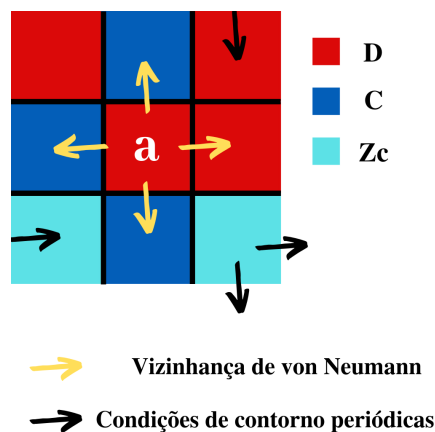 D
C
a
Zc
Vizinhança de von Neumann
Condições de contorno periódicas